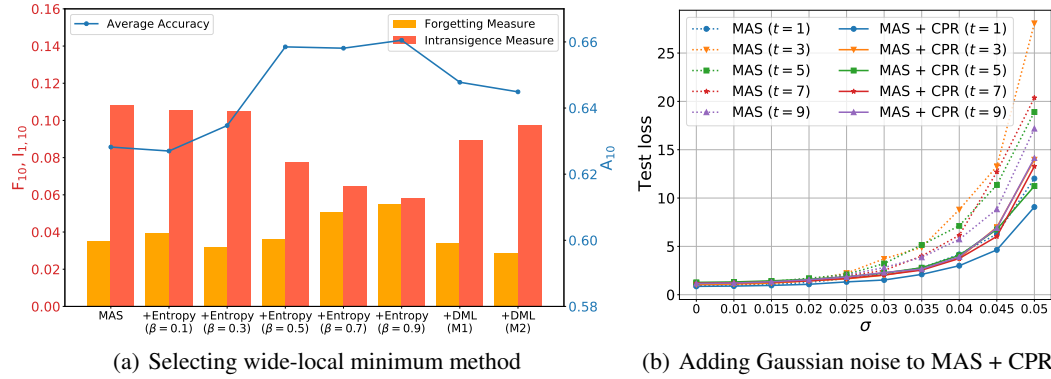 Average Accuracy
Forgetting Measure
Intransigence Measure
0.16
0.14
0.12
0.10
0.08
0.06
0.04
0.02
0.00
F10, I1,10
0.66
0.64
0.62
0.60
0.58
A10
MAS
+Entropy
(β = 0.1)
+Entropy
(β = 0.3)
+Entropy
(β = 0.5)
+Entropy
(β = 0.7)
+Entropy
(β = 0.9)
+DML
(M1)
+DML
(M2)
(a) Selecting wide-local minimum method
MAS (t = 1)
MAS (t = 3)
MAS (t = 5)
MAS (t = 7)
MAS (t = 9)
MAS + CPR (t = 1)
MAS + CPR (t = 3)
MAS + CPR (t = 5)
MAS + CPR (t = 7)
MAS + CPR (t = 9)
Test loss
25
20
15
10
5
0
0 0.01 0.015 0.02 0.025 0.03 0.035 0.04 0.045 0.05
σ
(b) Adding Gaussian noise to MAS + CPR